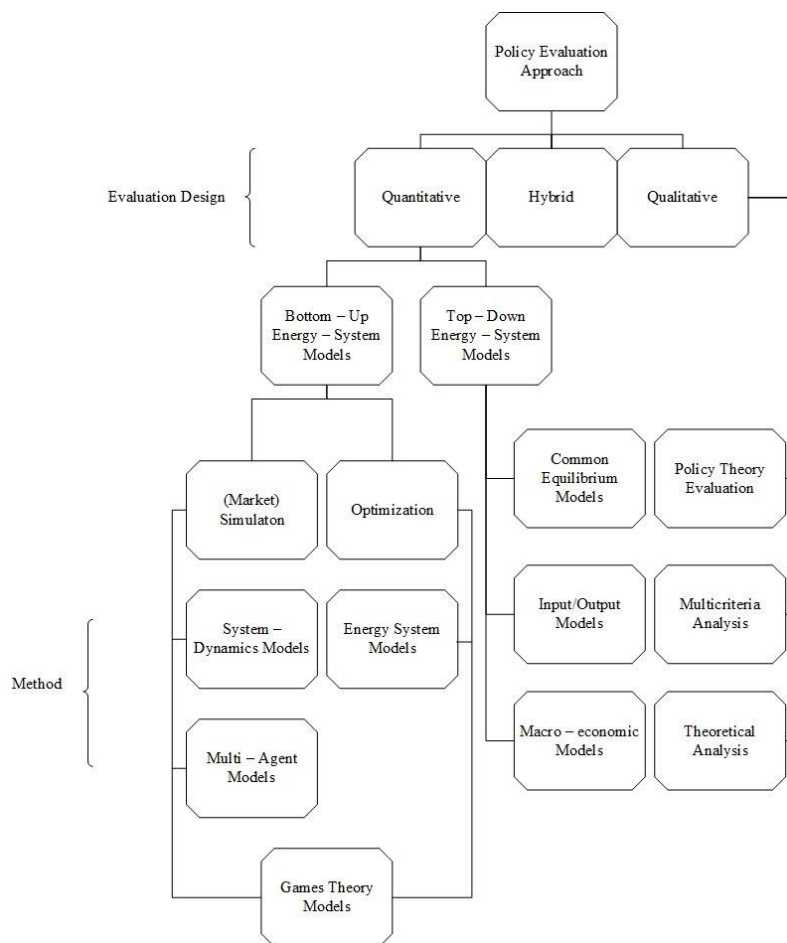 Policy Evaluation
Approach
Evaluation Design
Quantitative
Hybrid
Qualitative
Bottom – Up
Energy – System
Models
Top – Down
Energy – System
Models
(Market)
Simulaton
Optimization
Common
Equilibrium
Models
Policy Theory
Evaluation
Method
System –
Dynamics Models
Energy System
Models
Input/Output
Models
Multicriteria
Analysis
Multi – Agent
Models
Macro – economic
Models
Theoretical
Analysis
Games Theory
Models